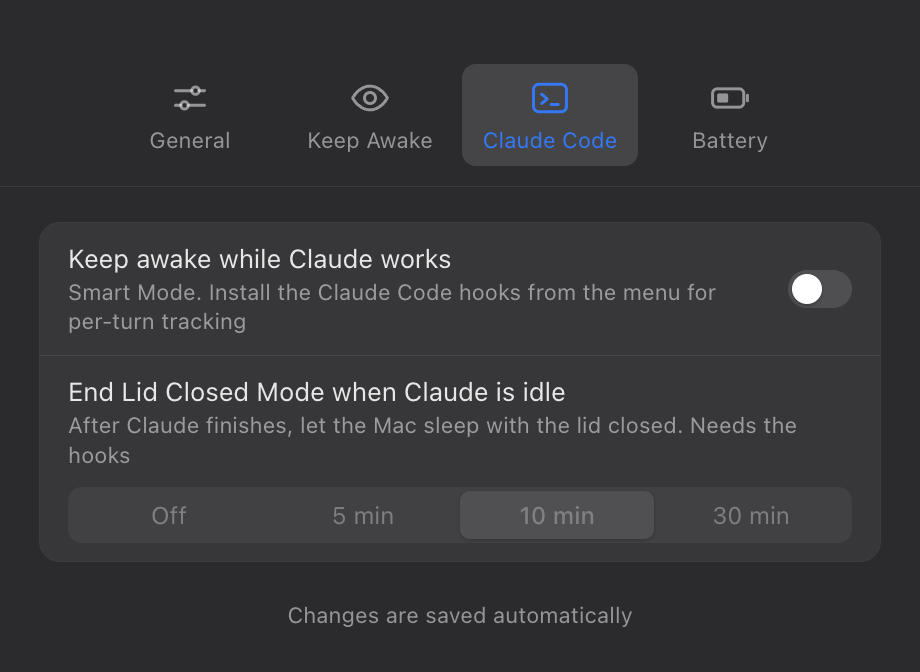 General
Keep Awake
Claude Code
Battery
Keep awake while Claude works
Smart Mode. Install the Claude Code hooks from the menu for
per-turn tracking
End Lid Closed Mode when Claude is idle
After Claude finishes, let the Mac sleep with the lid closed. Needs the
hooks
Off
5 min
10 min
30 min
Changes are saved automatically